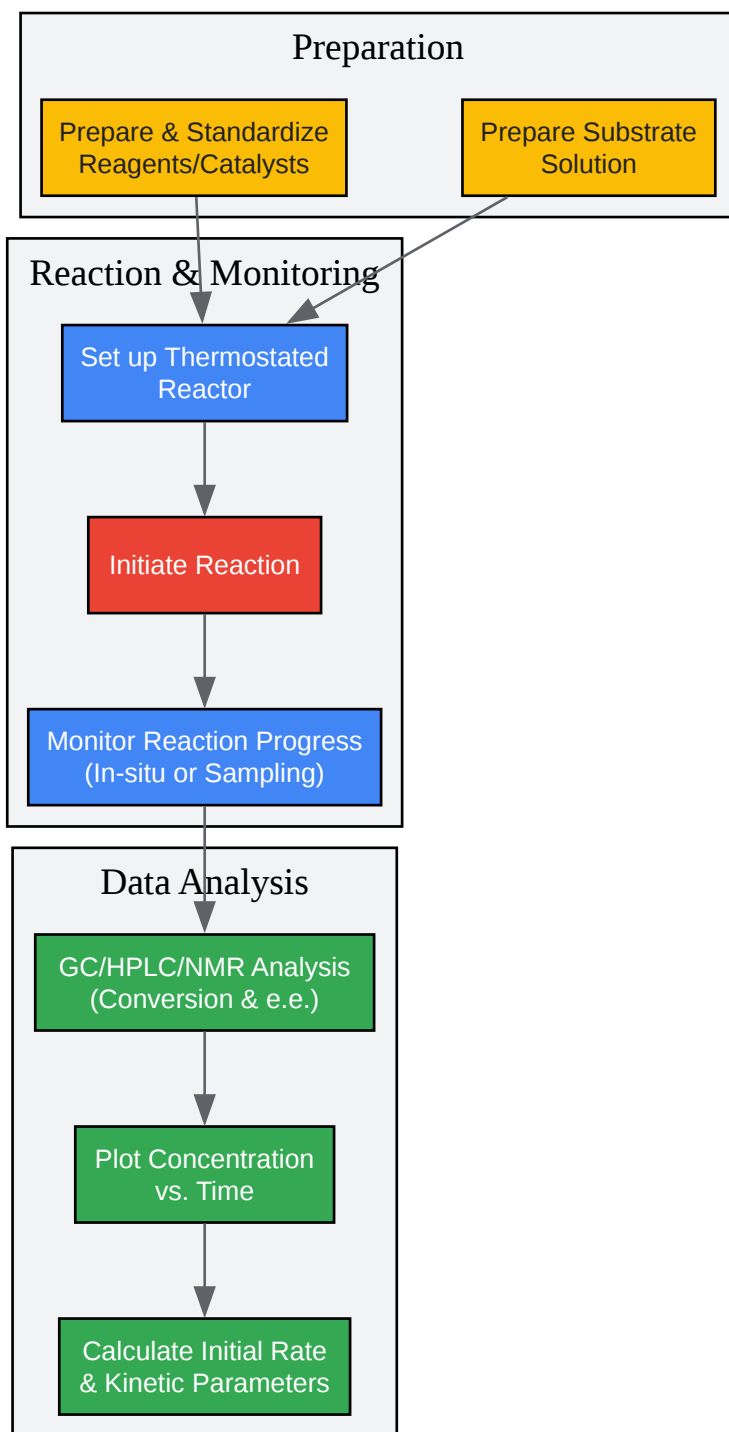 Preparation
Prepare & Standardize
Reagents/Catalysts
Prepare Substrate
Solution
Reaction & Monitoring
Set up Thermostated
Reactor
Initiate Reaction
Monitor Reaction Progress
(In-situ or Sampling)
Data Analysis
GC/HPLC/NMR Analysis
(Conversion & e.e.)
Plot Concentration
vs. Time
Calculate Initial Rate
& Kinetic Parameters